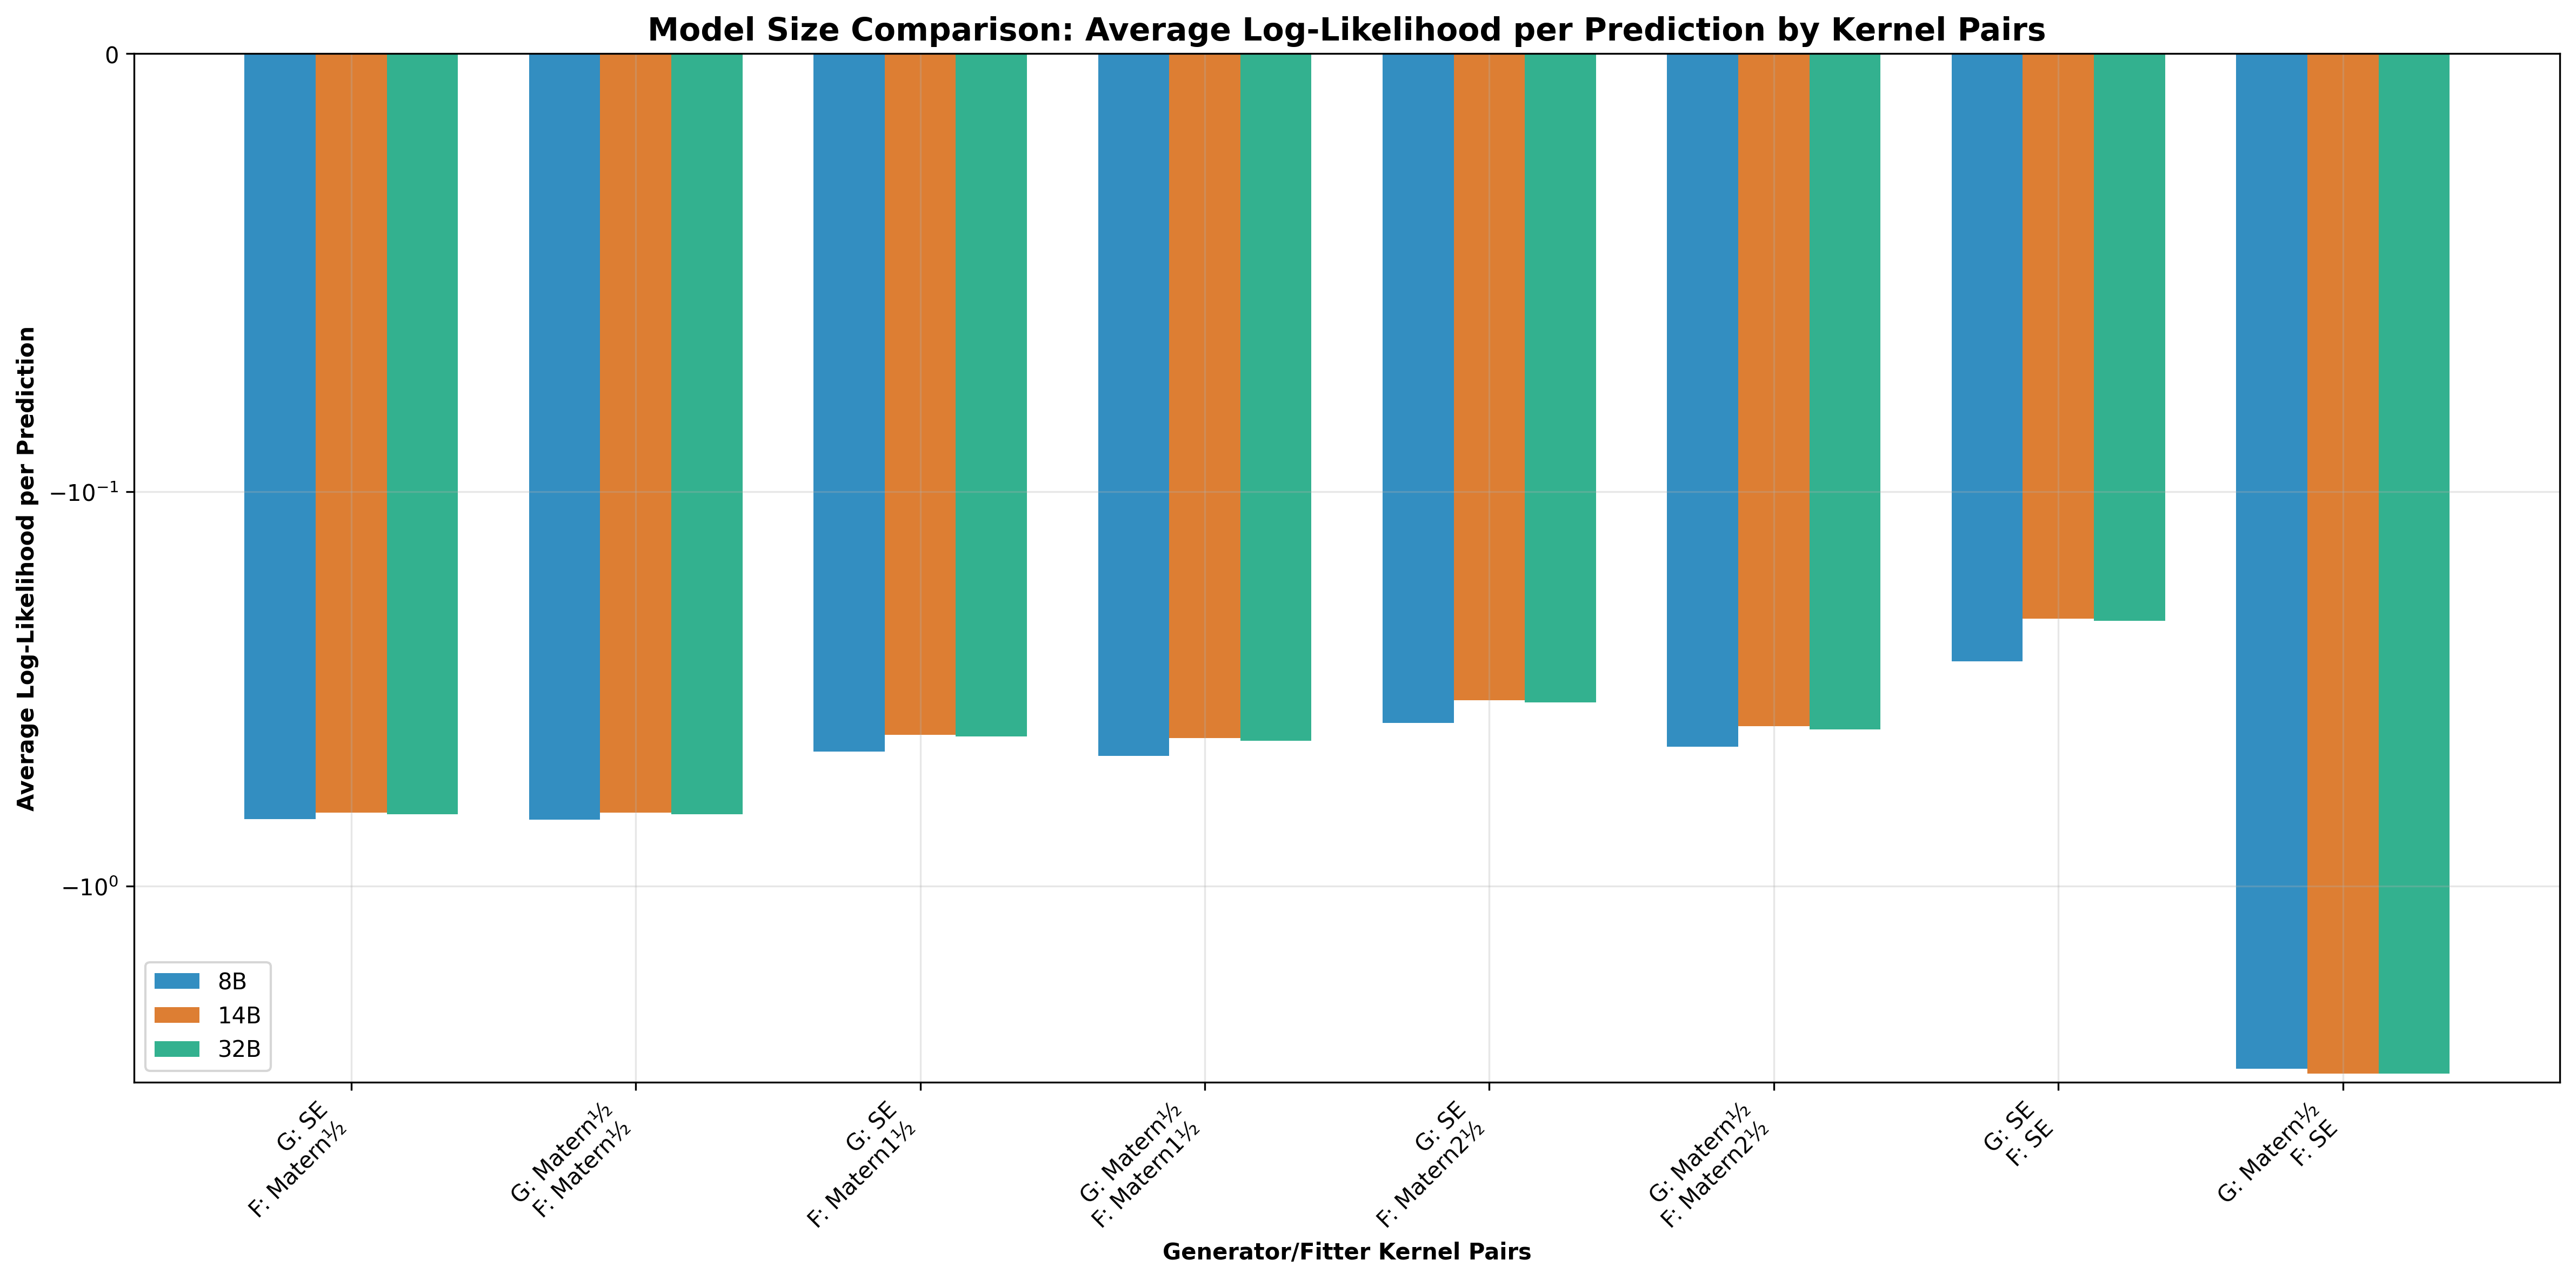 Model Size Comparison: Average Log-Likelihood per Prediction by Kernel Pairs
Average Log-Likelihood per Prediction
0
−10⁻¹
−10⁰
8B
14B
32B
G: SE
F: Matern½
G: Matern½
F: Matern½
G: SE
F: Matern1½
G: Matern½
F: Matern1½
G: SE
F: Matern2½
G: Matern½
F: Matern2½
G: SE
F: SE
G: Matern½
F: SE
Generator/Fitter Kernel Pairs